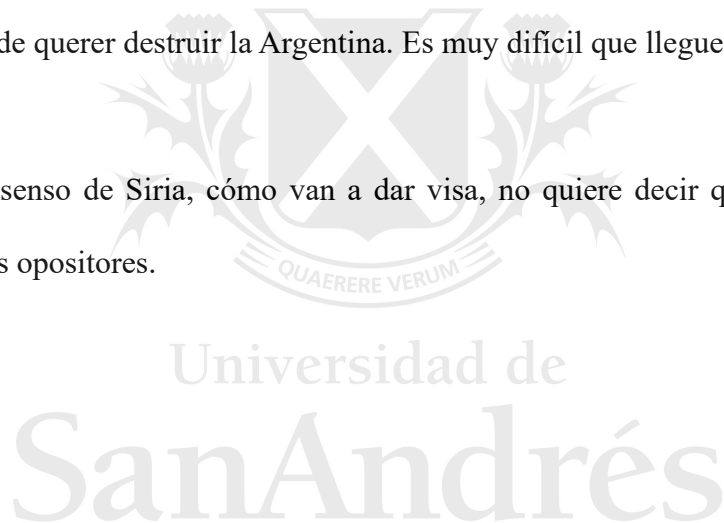 de querer destruir la Argentina. Es muy difícil que llegue
senso de Siria, cómo van a dar visa, no quiere decir q
s opositores.
QUAERERE VERUM
Universidad de
SanAndrés